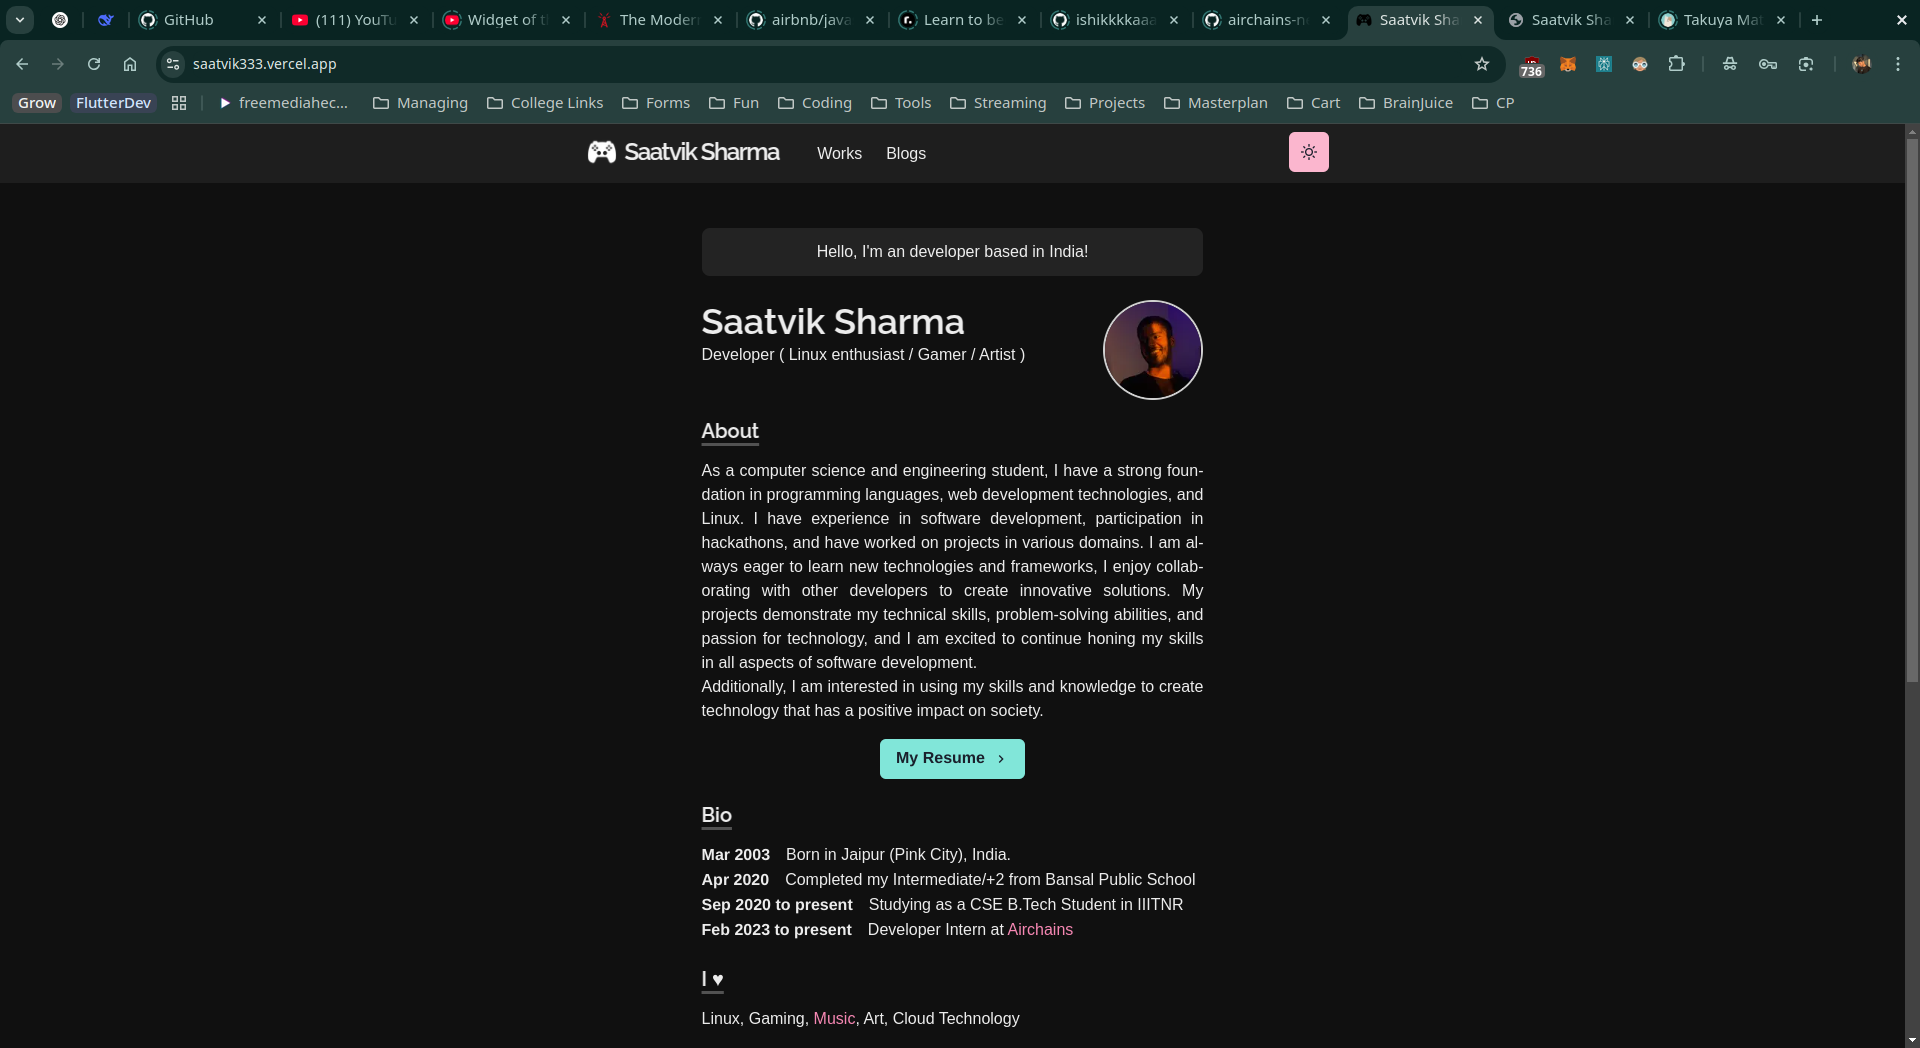 GitHub
(111) YouTu
Widget of t
The Modern
airbnb/java
Learn to be
ishikkkkaaa
airchains-n
Saatvik Sha
Saatvik Sha
Takuya Mat
saatvik333.vercel.app
736
Grow
FlutterDev
freemediahec...
Managing
College Links
Forms
Fun
Coding
Tools
Streaming
Projects
Masterplan
Cart
BrainJuice
CP
Saatvik Sharma
Works
Blogs
Hello, I'm an developer based in India!
Saatvik Sharma
Developer ( Linux enthusiast / Gamer / Artist )
About
As a computer science and engineering student, I have a strong foun-
dation in programming languages, web development technologies, and
Linux. I have experience in software development, participation in
hackathons, and have worked on projects in various domains. I am al-
ways eager to learn new technologies and frameworks, I enjoy collab-
orating with other developers to create innovative solutions. My
projects demonstrate my technical skills, problem-solving abilities, and
passion for technology, and I am excited to continue honing my skills
in all aspects of software development.
Additionally, I am interested in using my skills and knowledge to create
technology that has a positive impact on society.
My Resume
Bio
Mar 2003 Born in Jaipur (Pink City), India.
Apr 2020 Completed my Intermediate/+2 from Bansal Public School
Sep 2020 to present Studying as a CSE B.Tech Student in IIITNR
Feb 2023 to present Developer Intern at Airchains
I ♥
Linux, Gaming, Music, Art, Cloud Technology